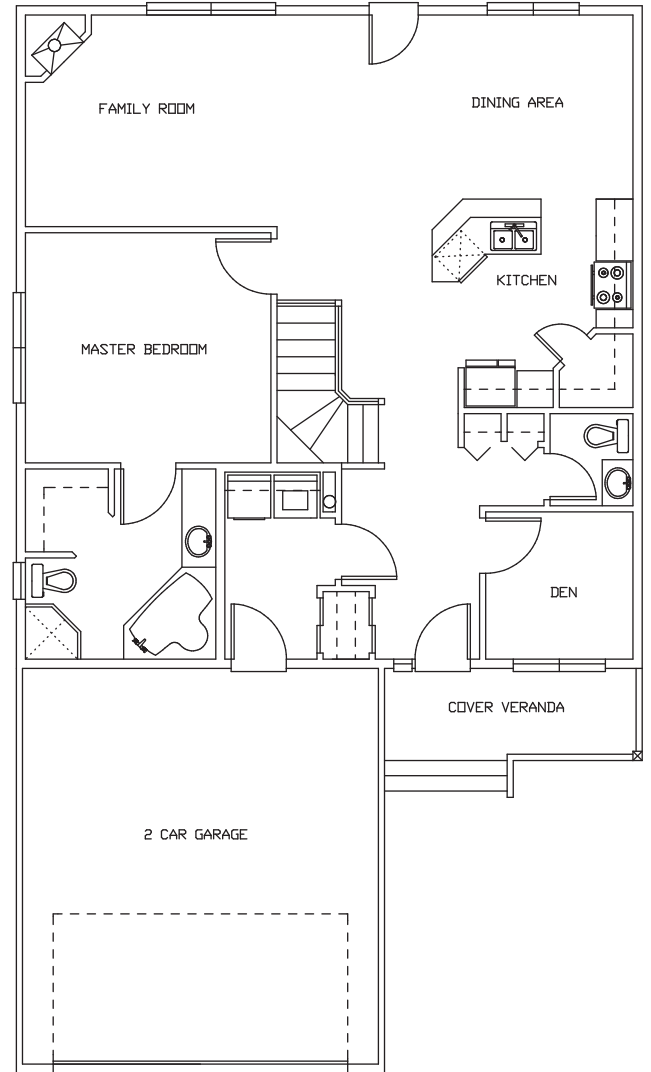 FAMILY ROOM
DINING AREA
KITCHEN
MASTER BEDROOM
DEN
COVER VERANDA
2 CAR GARAGE